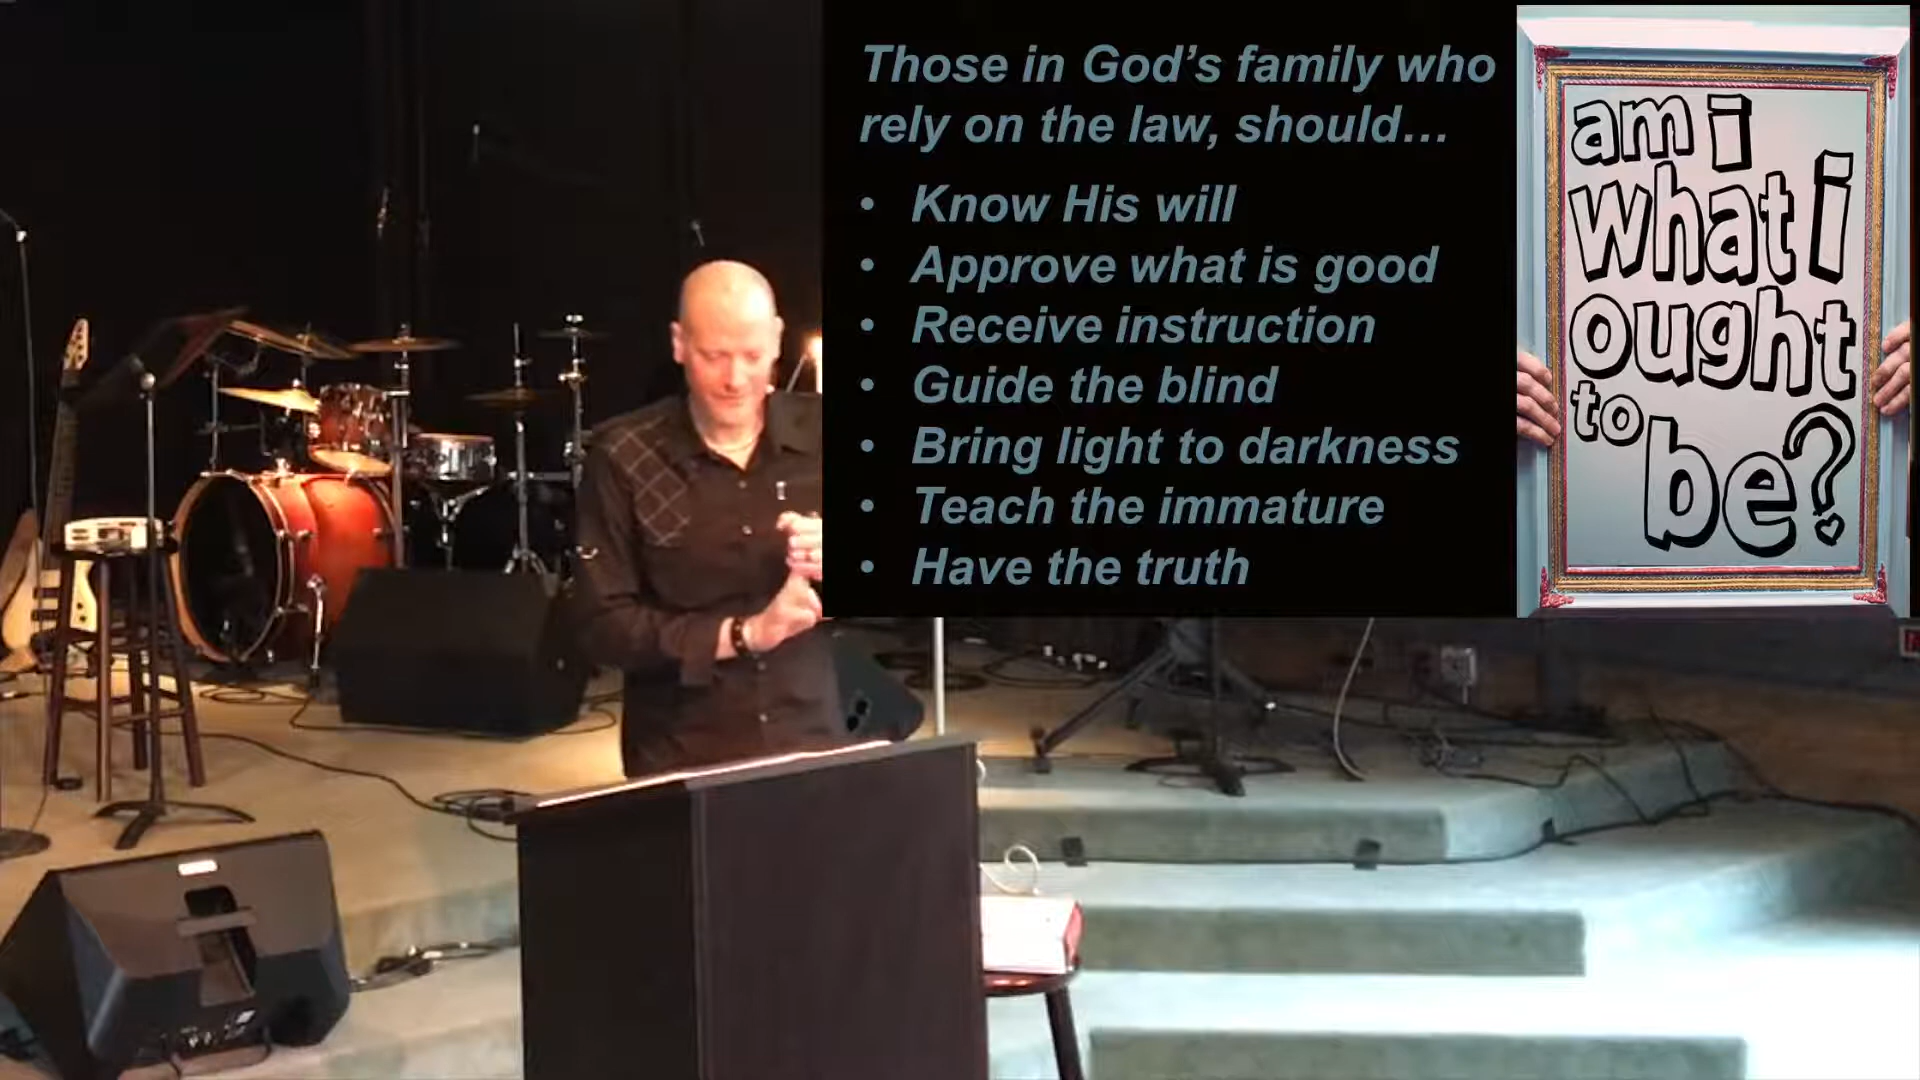 Those in God’s family who
rely on the law, should…
• Know His will
• Approve what is good
• Receive instruction
• Guide the blind
• Bring light to darkness
• Teach the immature
• Have the truth
am i
what i
ought
to
be?